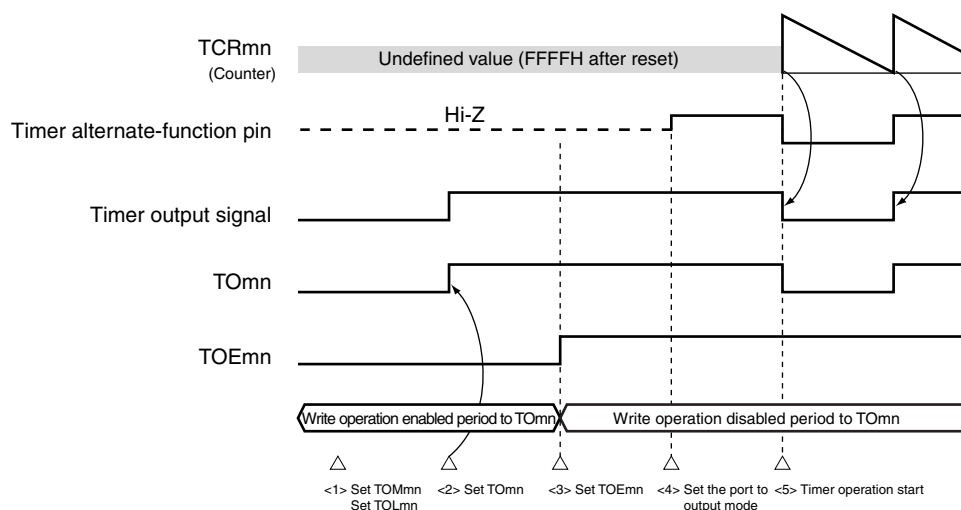 TCRmn
(Counter)
Undefined value (FFFFH after reset)
Timer alternate-function pin
Hi-Z
Timer output signal
TOmn
TOEmn
Write operation enabled period to TOmn
Write operation disabled period to TOmn
<1> Set TOMmn
Set TOLmn
<2> Set TOmn
<3> Set TOEmn
<4> Set the port to
output mode
<5> Timer operation start